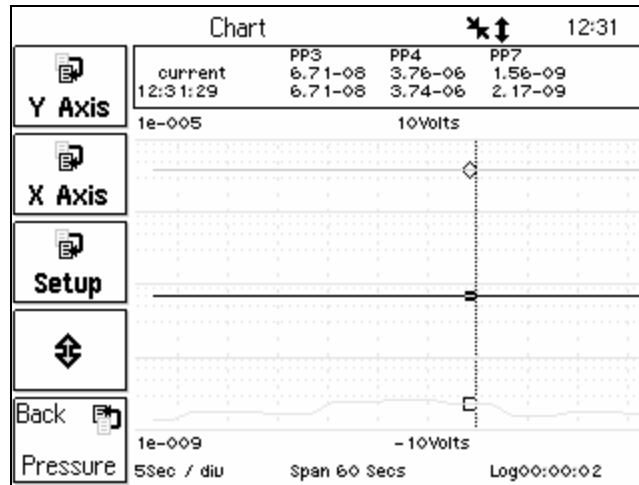 Chart 12:31
PP3 PP4 PP7
current 6.71-08 3.76-06 1.56-09
12:31:29 6.71-08 3.74-06 2.17-09
Y Axis
1e-005 10Volts
X Axis
Setup
Back
Pressure
1e-009 -10Volts
5Sec / div Span 60 Secs Log00:00:02